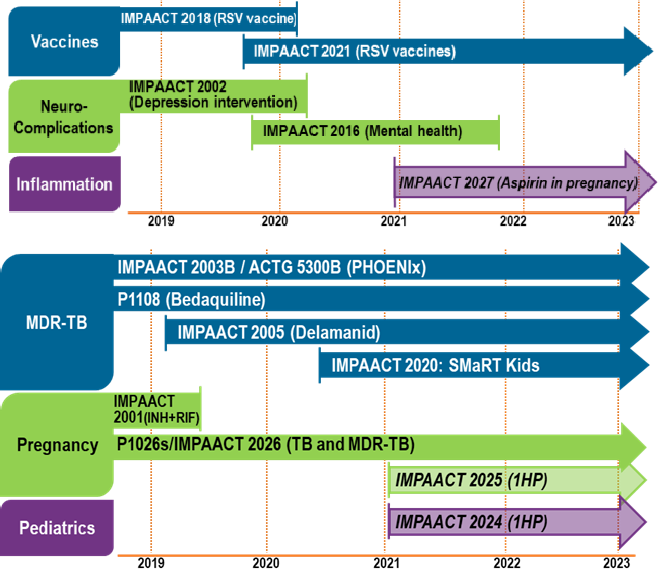 Vaccines
IMPAACT 2018 (RSV vaccine)
IMPAACT 2021 (RSV vaccines)
Neuro-
Complications
IMPAACT 2002
(Depression intervention)
IMPAACT 2016 (Mental health)
Inflammation
IMPAACT 2027 (Aspirin in pregnancy)
2019 2020 2021 2022 2023
MDR-TB
IMPAACT 2003B / ACTG 5300B (PHOENIx)
P1108 (Bedaquiline)
IMPAACT 2005 (Delamanid)
IMPAACT 2020: SMaRT Kids
Pregnancy
IMPAACT
2001(INH+RIF)
P1026s/IMPAACT 2026 (TB and MDR-TB)
IMPAACT 2025 (1HP)
Pediatrics
IMPAACT 2024 (1HP)
2019 2020 2021 2022 2023